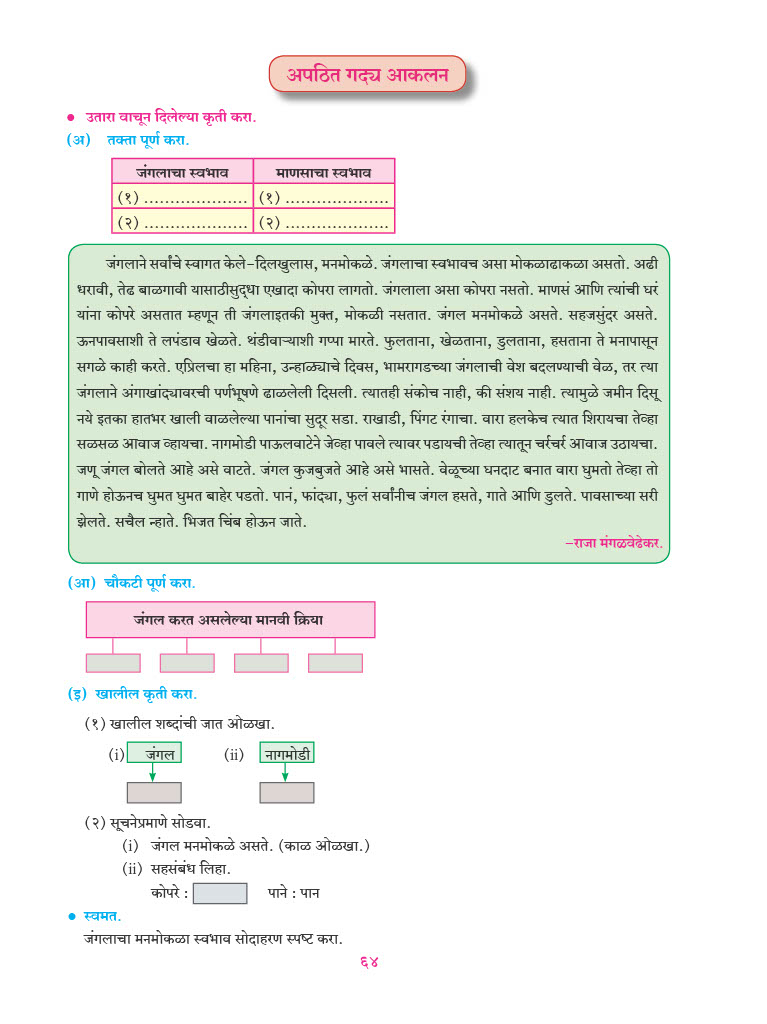 अपठित गद्य आकलन
• उतारा वाचून दिलेल्या कृती करा.
(अ) तक्ता पूर्ण करा.
जंगलाचा स्वभाव माणसाचा स्वभाव
(१) .................... (१) ....................
(२) .................... (२) ....................
जंगलाने सर्वांचे स्वागत केले-दिलखुलास, मनमोकळे. जंगलाचा स्वभावच असा मोकळाढाकळा असतो. अढी
धरावी, तेढ बाळगावी यासाठीसुद्धा एखादा कोपरा लागतो. जंगलाला असा कोपरा नसतो. माणसं आणि त्यांची घरं
यांना कोपरे असतात म्हणून ती जंगलाइतकी मुक्त, मोकळी नसतात. जंगल मनमोकळे असते. सहजसुंदर असते.
ऊनपावसाशी ते लपंडाव खेळते. थंडीवाऱ्याशी गप्पा मारते. फुलताना, खेळताना, डुलताना, हसताना ते मनापासून
सगळे काही करते. एप्रिलचा हा महिना, उन्हाळ्याचे दिवस, भामरागडच्या जंगलाची वेश बदलण्याची वेळ, तर त्या
जंगलाने अंगाखांद्यावरची पर्णभूषणे ढाळलेली दिसली. त्यातही संकोच नाही, की संशय नाही. त्यामुळे जमीन दिसू
नये इतका हातभर खाली वाळलेल्या पानांचा सुदूर सडा. राखाडी, पिंगट रंगाचा. वारा हलकेच त्यात शिरायचा तेव्हा
सळसळ आवाज व्हायचा. नागमोडी पाऊलवाटेने जेव्हा पावले त्यावर पडायची तेव्हा त्यातून चर्रचर्र आवाज उठायचा.
जणू जंगल बोलते आहे असे वाटते. जंगल कुजबुजते आहे असे भासते. वेळूच्या घनदाट बनात वारा घुमतो तेव्हा तो
गाणे होऊनच घुमत घुमत बाहेर पडतो. पानं, फांद्या, फुलं सर्वांनीच जंगल हसते, गाते आणि डुलते. पावसाच्या सरी
झेलते. सचैल न्हाते. भिजत चिंब होऊन जाते.
–राजा मंगळवेढेकर.
(आ) चौकटी पूर्ण करा.
जंगल करत असलेल्या मानवी क्रिया
(इ) खालील कृती करा.
(१) खालील शब्दांची जात ओळखा.
(i) जंगल (ii) नागमोडी
(२) सूचनेप्रमाणे सोडवा.
(i) जंगल मनमोकळे असते. (काळ ओळखा.)
(ii) सहसंबंध लिहा.
कोपरे : पाने : पान
• स्वमत.
जंगलाचा मनमोकळा स्वभाव सोदाहरण स्पष्ट करा.
६४